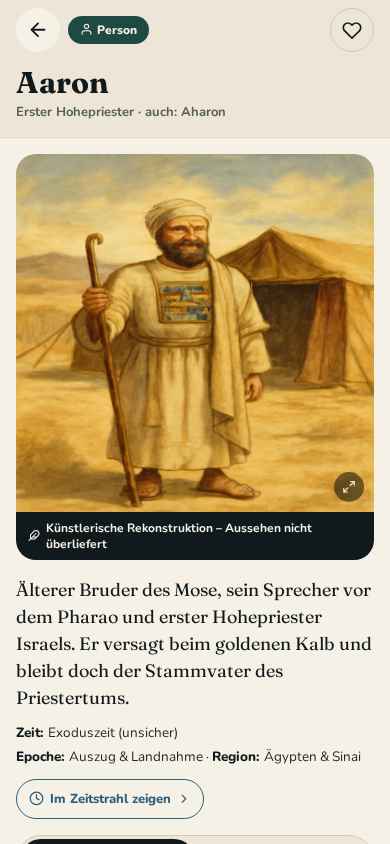 Person
Aaron
Erster Hohepriester · auch: Aharon
Künstlerische Rekonstruktion – Aussehen nicht
überliefert
Älterer Bruder des Mose, sein Sprecher vor
dem Pharao und erster Hohepriester
Israels. Er versagt beim goldenen Kalb und
bleibt doch der Stammvater des
Priestertums.
Zeit: Exoduszeit (unsicher)
Epoche: Auszug & Landnahme · Region: Ägypten & Sinai
Im Zeitstrahl zeigen